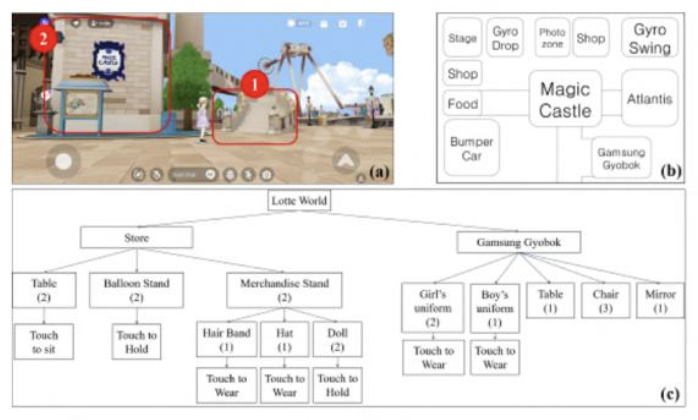 2
MAGIC
CASTLE
1
(a)
Stage
Gyro
Drop
Photo
zone
Shop
Gyro
Swing
Shop
Food
Magic
Castle
Atlantis
Bumper
Car
Gamsung
Gyobok
(b)
Lotte World
Store
Gamsung Gyobok
Table
(2)
Balloon Stand
(2)
Merchandise Stand
(2)
Girl's
uniform
(2)
Boy's
uniform
(1)
Table
(1)
Chair
(3)
Mirror
(1)
Touch
to sit
Touch to
Hold
Hair Band
(1)
Hat
(1)
Doll
(2)
Touch to
Wear
Touch to
Wear
Touch to
Wear
Touch to
Wear
Touch to
Hold
(c)